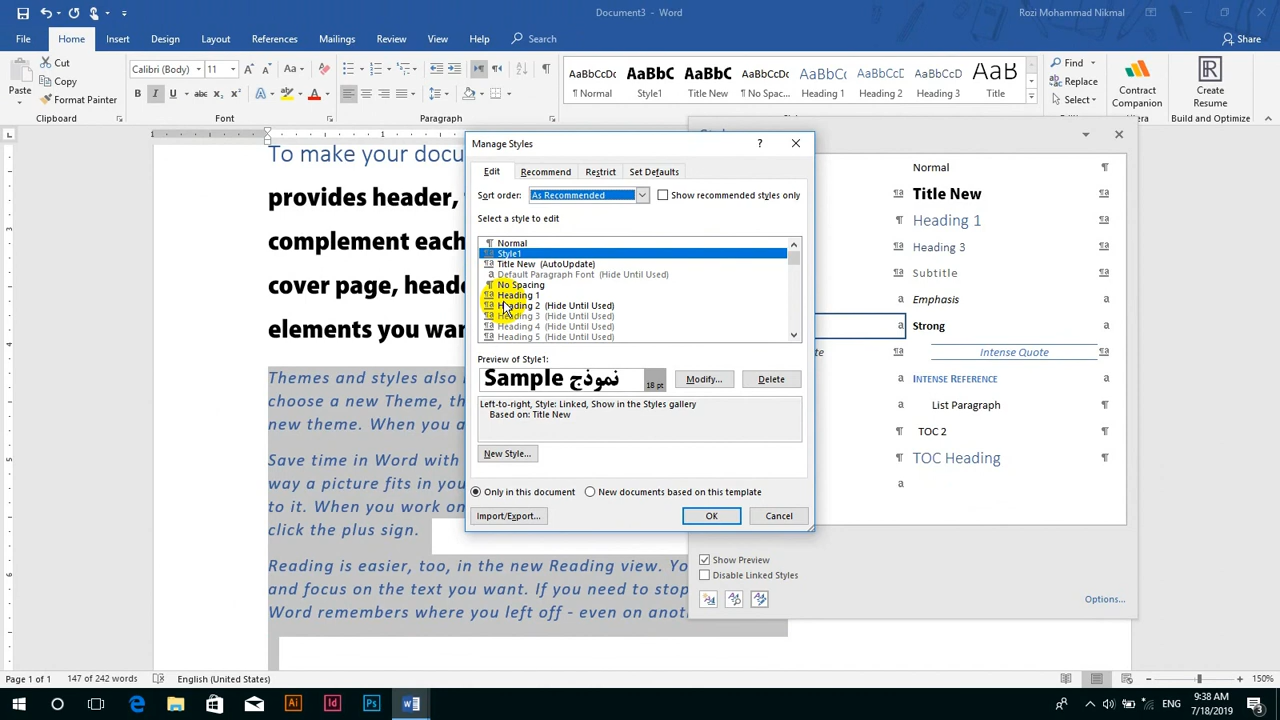 Document3 - Word
Rozi Mohammad Nikmal
File Home Insert Design Layout References Mailings Review View Help Search Share
Paste
Cut
Copy
Format Painter
Clipboard
Calibri (Body) 11
Font
Paragraph
AaBbCcDc AaBbC AaBbC AaBbCcDc AaBbCc AaBbCcD AaBbCcD AaB
¶ Normal Style1 Title New ¶ No Spac... Heading 1 Heading 2 Heading 3 Title
Find
Replace
Select
Contract Companion
Create Resume
Build and Optimize
To make your docu
provides header,
complement each
cover page, heade
elements you wan
Themes and styles also
choose a new Theme, th
new theme. When you a
Save time in Word with
way a picture fits in you
to it. When you work on
click the plus sign.
Reading is easier, too, in the new Reading view. Yo
and focus on the text you want. If you need to stop
Word remembers where you left off - even on anot
Manage Styles
Edit Recommend Restrict Set Defaults
Sort order: As Recommended Show recommended styles only
Select a style to edit
Normal
Style1
Title New (AutoUpdate)
Default Paragraph Font (Hide Until Used)
No Spacing
Heading 1
Heading 2 (Hide Until Used)
Heading 3 (Hide Until Used)
Heading 4 (Hide Until Used)
Heading 5 (Hide Until Used)
Preview of Style1:
Sample نموذج 18 pt
Modify... Delete
Left-to-right, Style: Linked, Show in the Styles gallery
Based on: Title New
New Style...
Only in this document New documents based on this template
Import/Export... OK Cancel
Normal
Title New
Heading 1
Heading 3
Subtitle
Emphasis
Strong
Intense Quote
INTENSE REFERENCE
List Paragraph
TOC 2
TOC Heading
Show Preview
Disable Linked Styles
Options...
Page 1 of 1 147 of 242 words English (United States) 150%
ENG
9:38 AM
7/18/2019